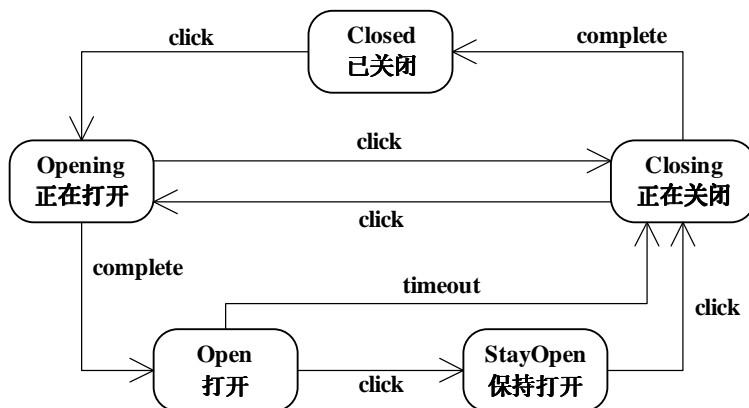 Closed
已关闭
click
complete
Opening
正在打开
click
Closing
正在关闭
click
complete
timeout
click
Open
打开
click
StayOpen
保持打开